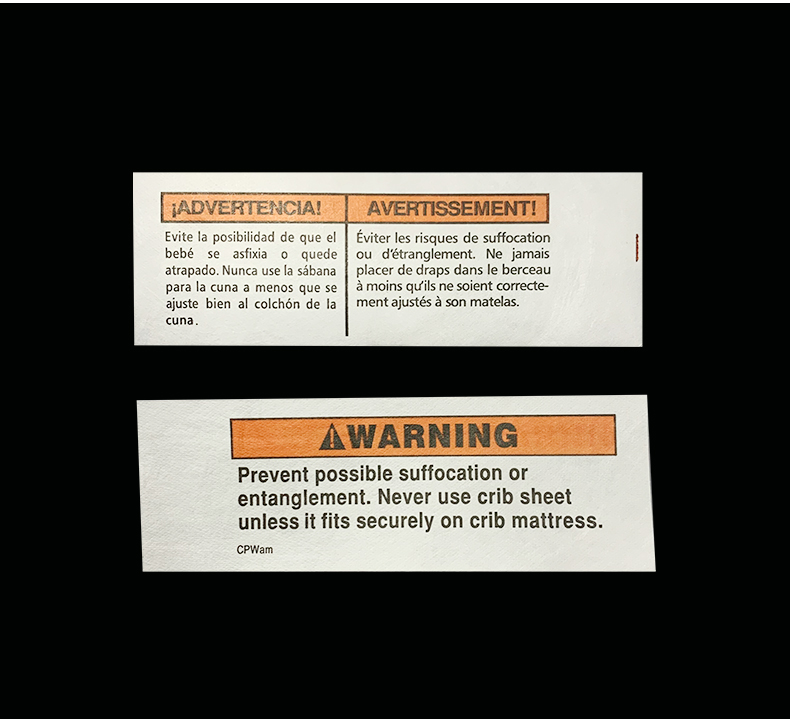 ¡ADVERTENCIA!
Evite la posibilidad de que el
bebé se asfixia o quede
atrapado. Nunca use la sábana
para la cuna a menos que se
ajuste bien al colchón de la
cuna.
AVERTISSEMENT!
Éviter les risques de suffocation
ou d'étranglement. Ne jamais
placer de draps dans le berceau
à moins qu'ils ne soient correcte-
ment ajustés à son matelas.
⚠WARNING
Prevent possible suffocation or
entanglement. Never use crib sheet
unless it fits securely on crib mattress.
CPWam